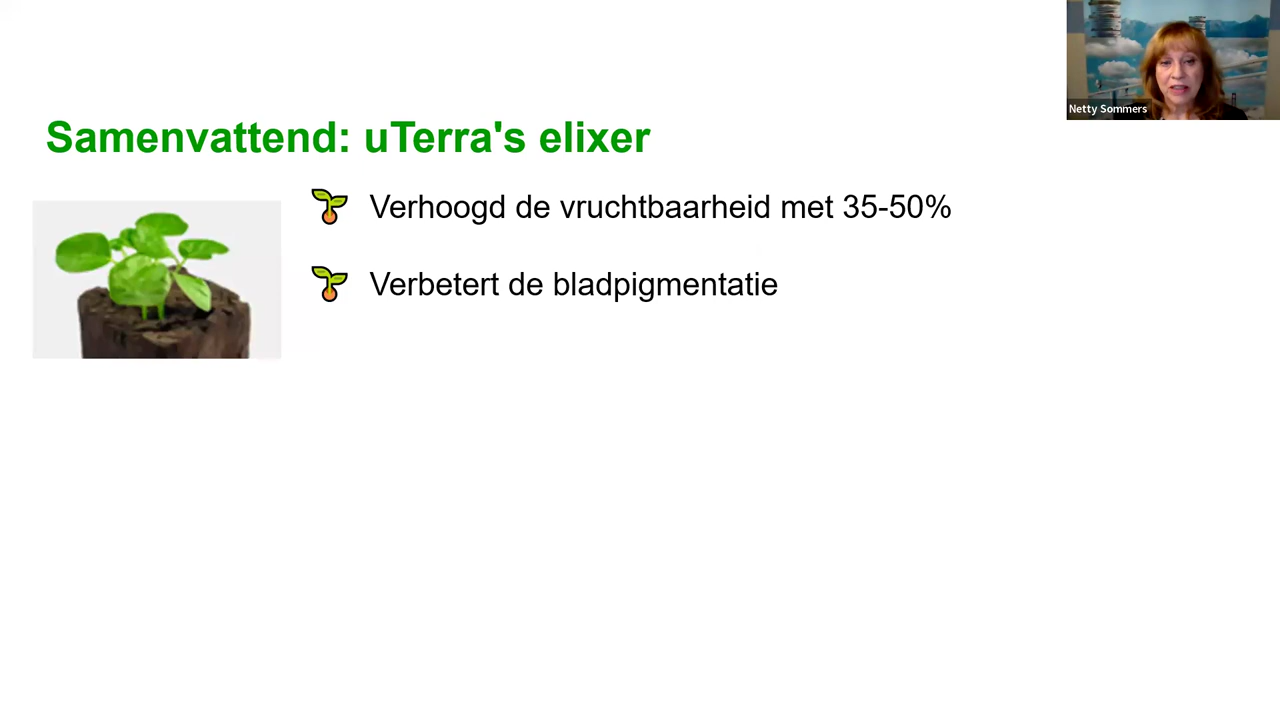 Netty Sommers
Samenvattend: uTerra's elixer
Verhoogd de vruchtbaarheid met 35-50%
Verbetert de bladpigmentatie